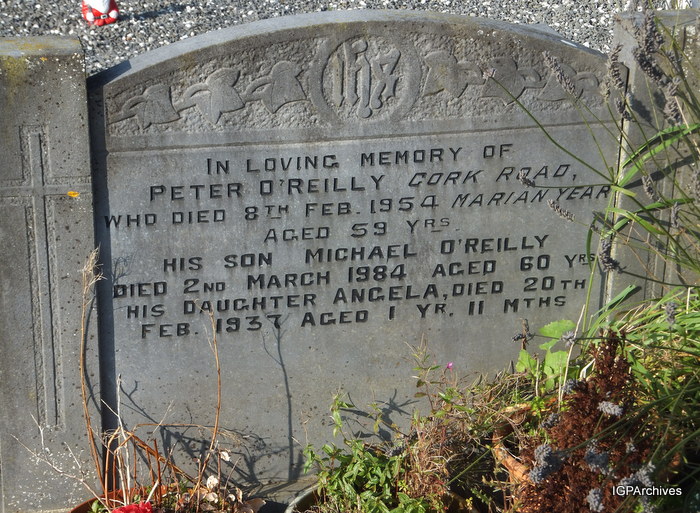 IHS
IN LOVING MEMORY OF
PETER O'REILLY CORK ROAD,
WHO DIED 8TH FEB. 1954 MARIAN YEAR
AGED 59 YRS.
HIS SON MICHAEL O'REILLY
DIED 2ND MARCH 1984 AGED 60 YRS
HIS DAUGHTER ANGELA, DIED 20TH
FEB. 1937 AGED 1 YR. 11 MTHS
IGPArchives